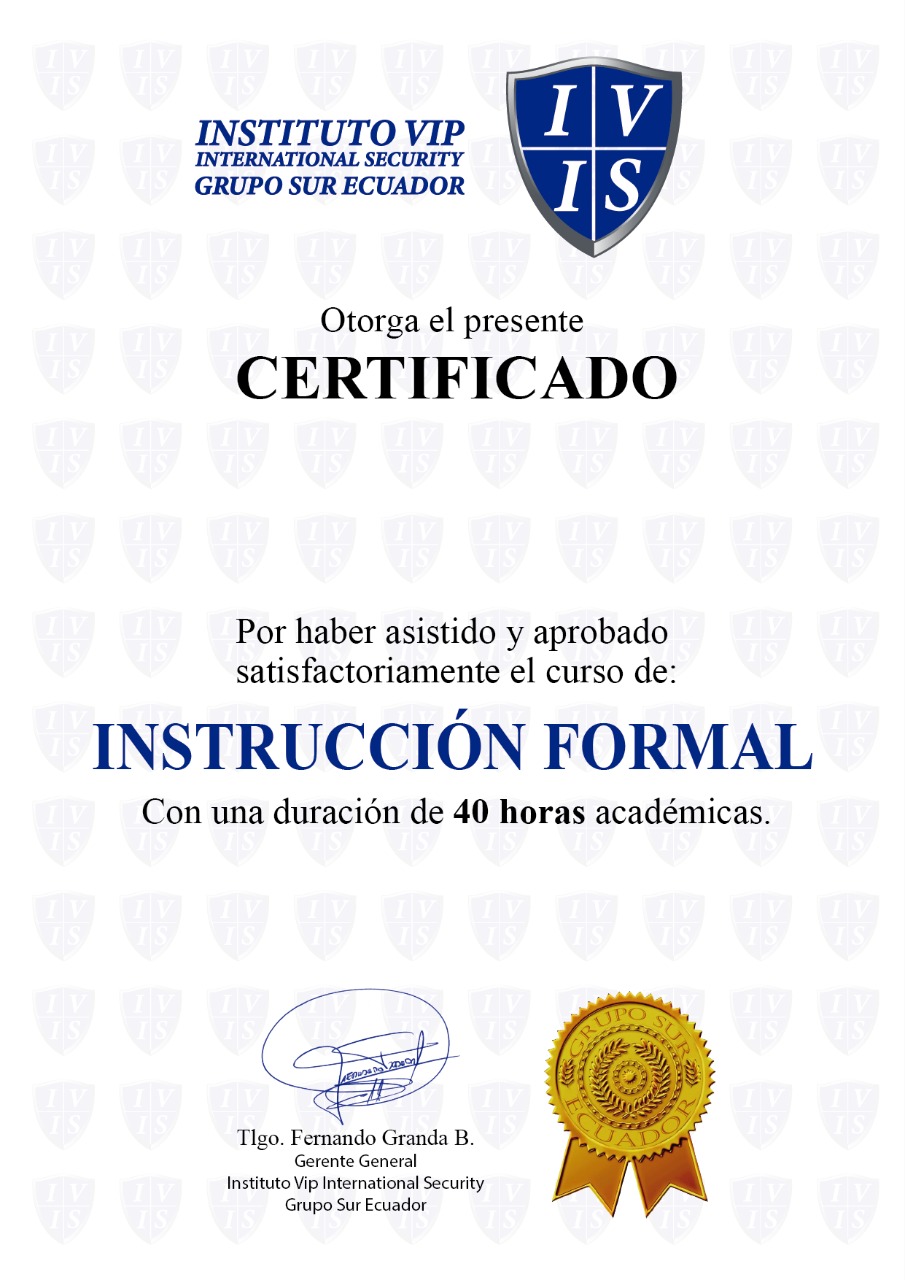 INSTITUTO VIP
INTERNATIONAL SECURITY
GRUPO SUR ECUADOR
I V
I S
Otorga el presente
CERTIFICADO
Por haber asistido y aprobado
satisfactoriamente el curso de:
INSTRUCCIÓN FORMAL
Con una duración de 40 horas académicas.
Tlgo. Fernando Granda B.
Gerente General
Instituto Vip International Security
Grupo Sur Ecuador
GRUPO SUR
ECUADOR